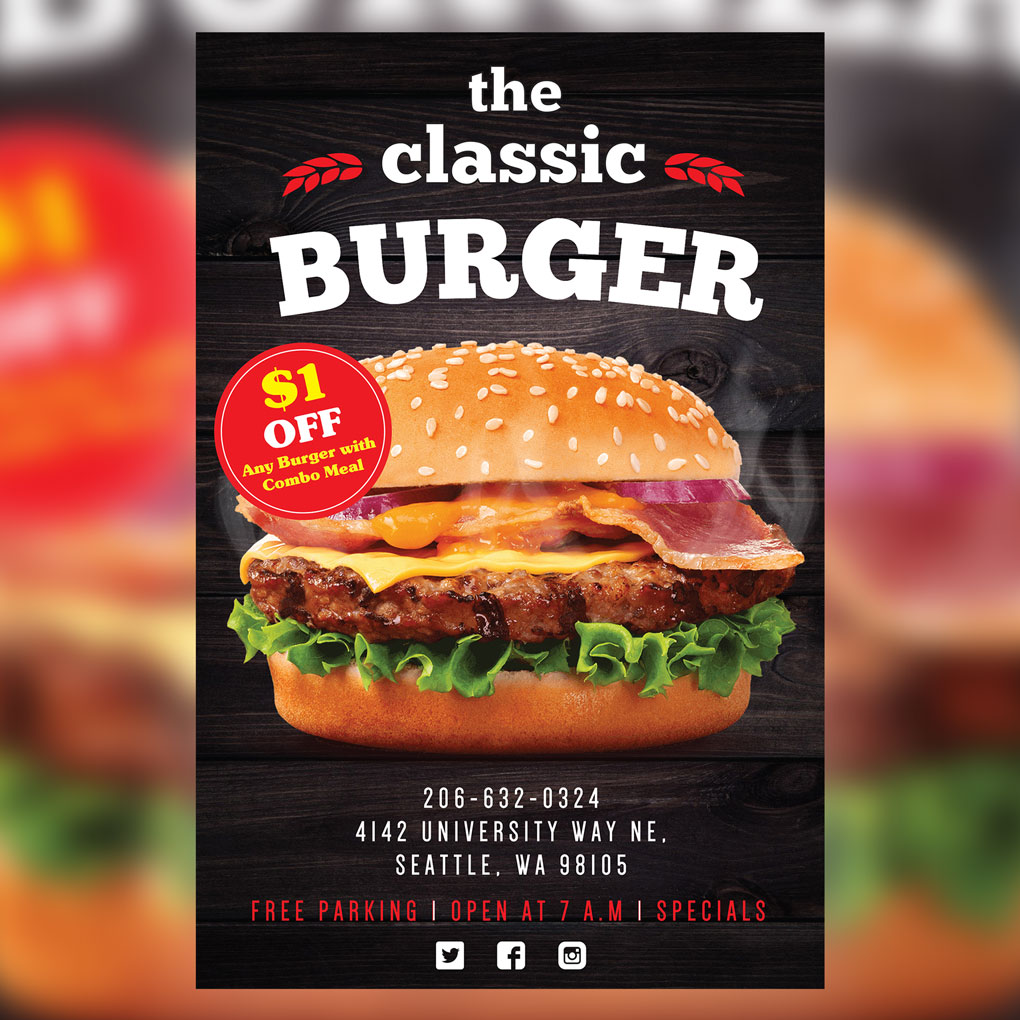 the
classic
BURGER
$1
OFF
Any Burger with
Combo Meal
206-632-0324
4142 UNIVERSITY WAY NE,
SEATTLE, WA 98105
FREE PARKING | OPEN AT 7 A.M | SPECIALS